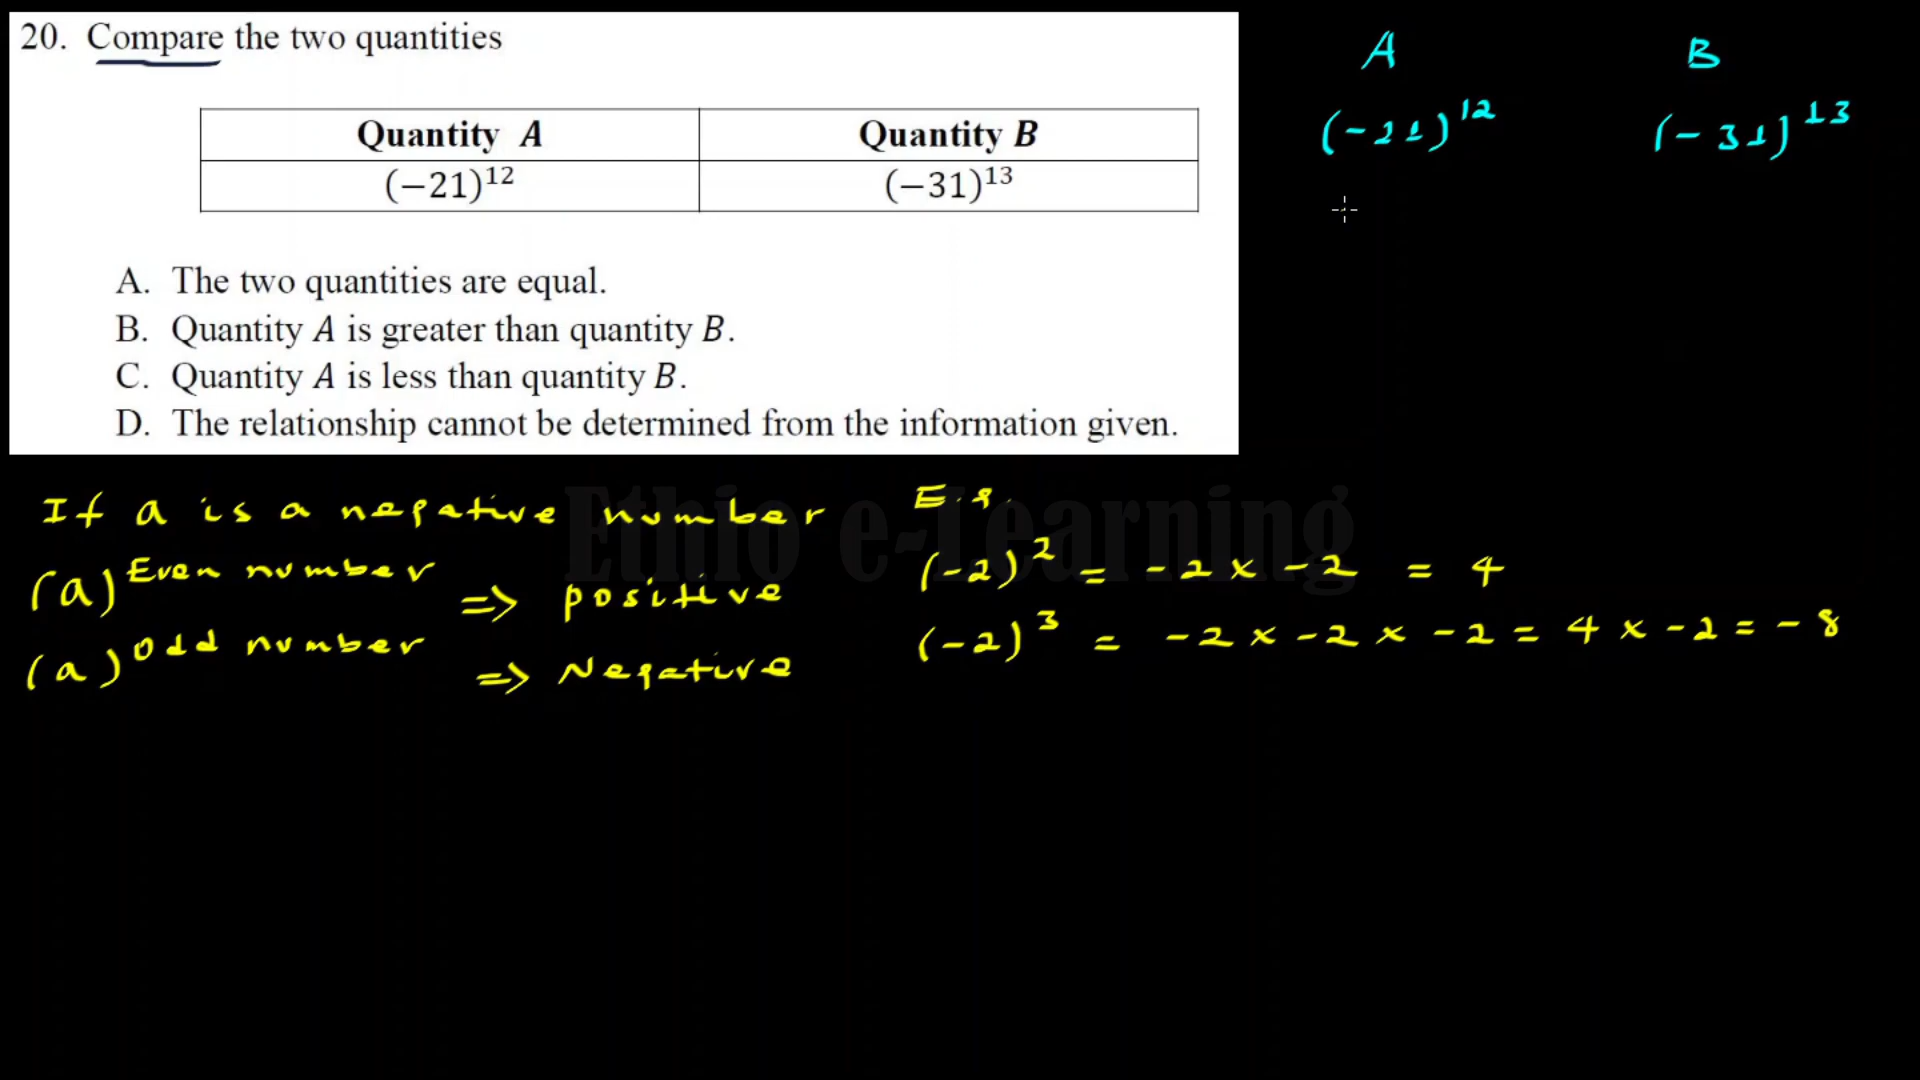 20. Compare the two quantities
Quantity A Quantity B
(−21)¹² (−31)¹³
A. The two quantities are equal.
B. Quantity A is greater than quantity B.
C. Quantity A is less than quantity B.
D. The relationship cannot be determined from the information given.
A B
(-21)¹² (-31)¹³
If a is a negative number
(a)^Even number => positive
(a)^Odd number => Negative
E.g.
(-2)² = -2 x -2 = 4
(-2)³ = -2 x -2 x -2 = 4 x -2 = -8
Ethio e-Learning